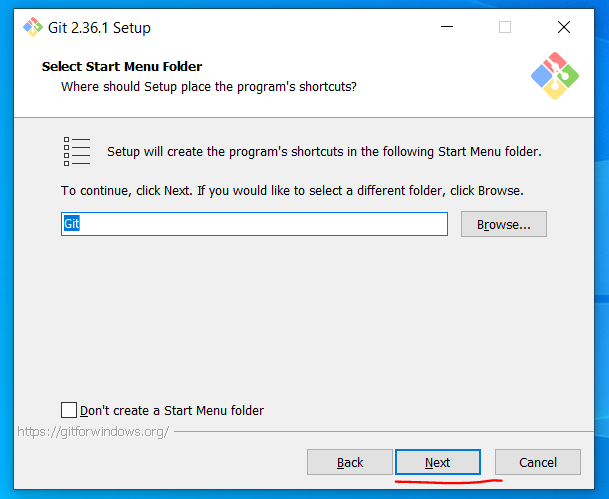 Git 2.36.1 Setup
Select Start Menu Folder
Where should Setup place the program's shortcuts?
Setup will create the program's shortcuts in the following Start Menu folder.
To continue, click Next. If you would like to select a different folder, click Browse.
Git
Browse...
Don't create a Start Menu folder
https://gitforwindows.org/
Back
Next
Cancel